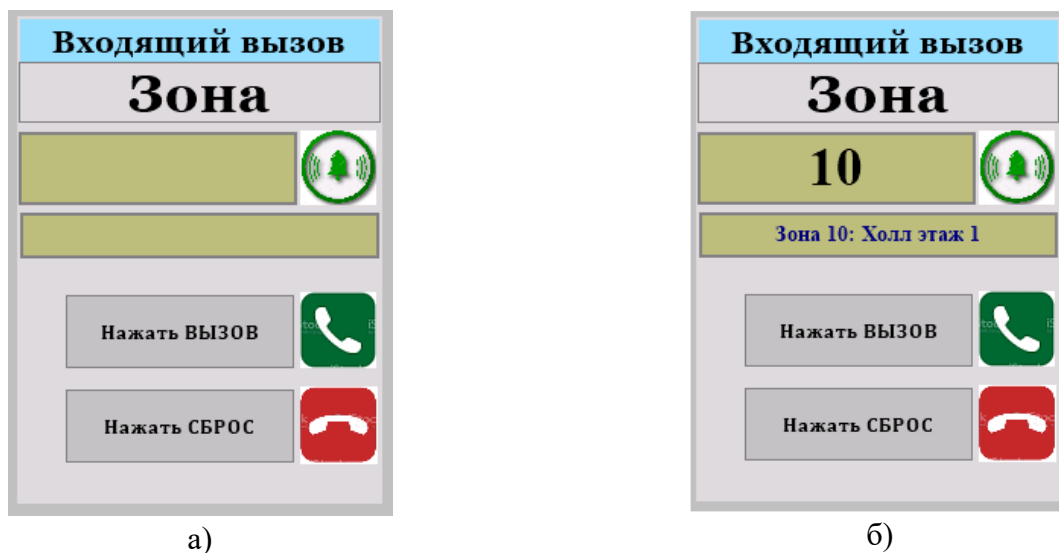 Входящий вызов
Зона
Нажать ВЫЗОВ
Нажать СБРОС
а)
Входящий вызов
Зона
10
Зона 10: Холл этаж 1
Нажать ВЫЗОВ
Нажать СБРОС
б)